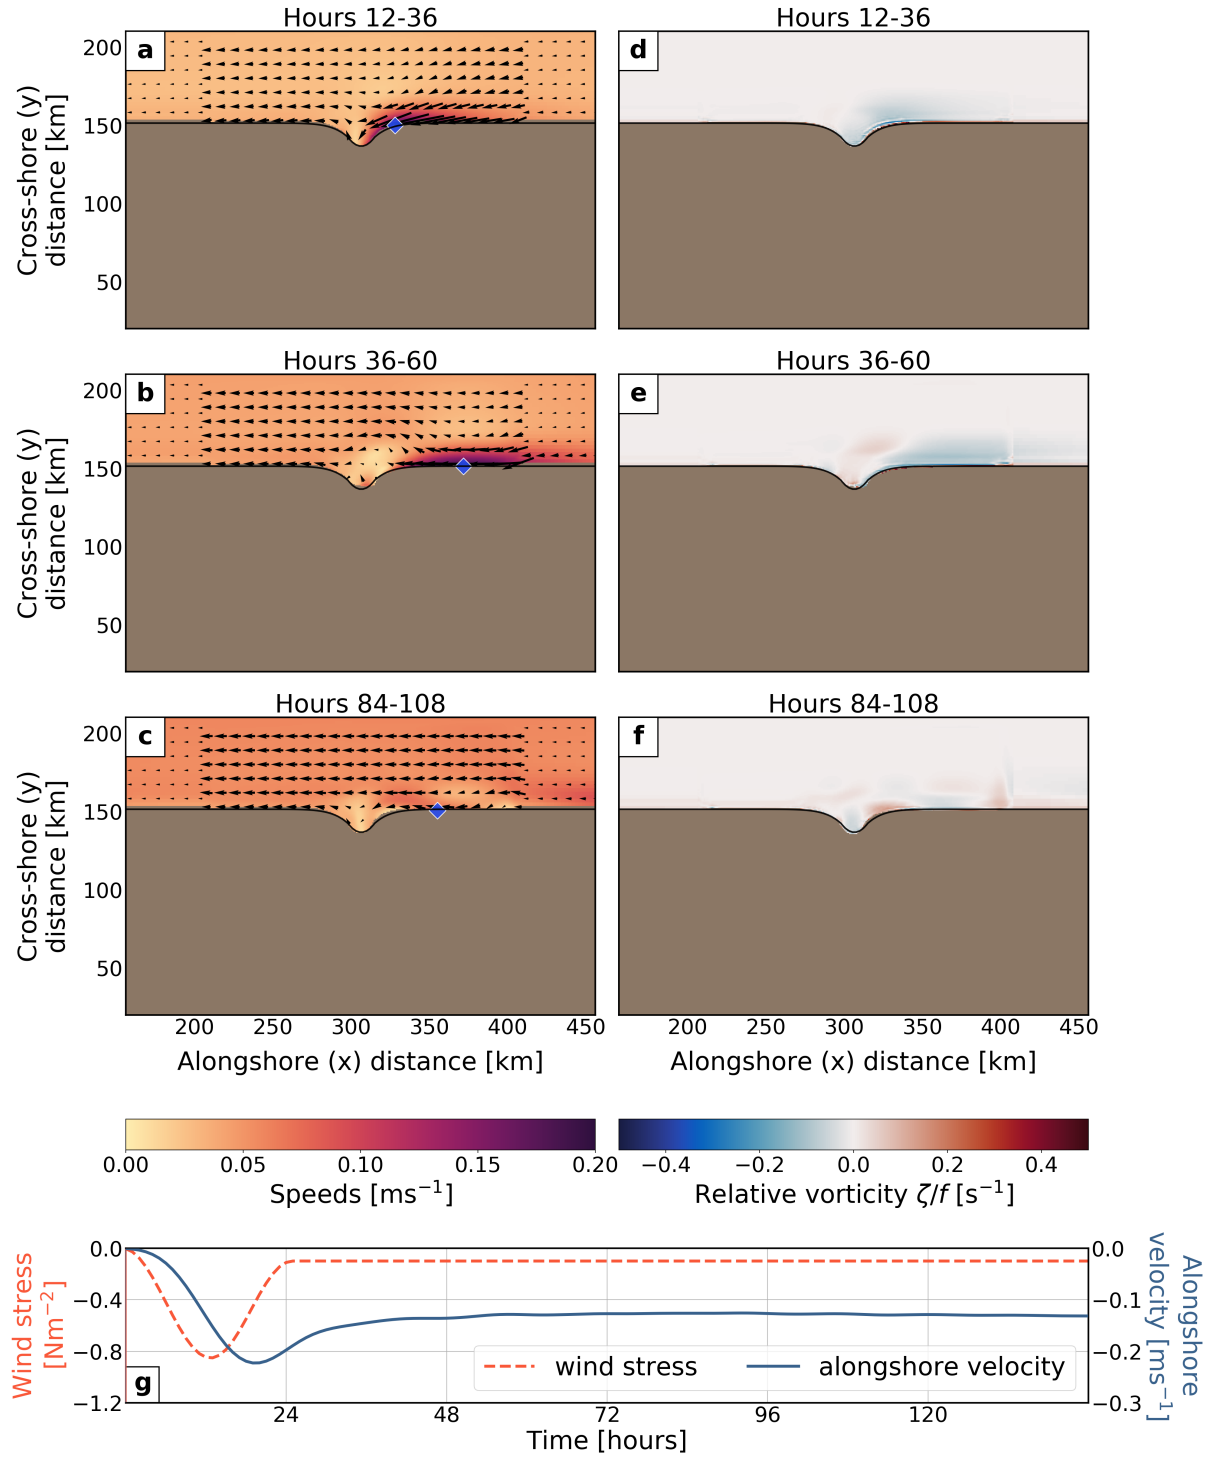 Hours 12-36
Hours 12-36
a
d
200
150
100
50
Cross-shore (y)
distance [km]
Hours 36-60
Hours 36-60
b
e
200
150
100
50
Cross-shore (y)
distance [km]
Hours 84-108
Hours 84-108
c
f
200
150
100
50
Cross-shore (y)
distance [km]
200 250 300 350 400 450
200 250 300 350 400 450
Alongshore (x) distance [km]
Alongshore (x) distance [km]
0.00 0.05 0.10 0.15 0.20
−0.4 −0.2 0.0 0.2 0.4
Speeds [ms⁻¹]
Relative vorticity ζ/f [s⁻¹]
0.0
−0.4
−0.8
−1.2
Wind stress
[Nm⁻²]
g
wind stress
alongshore velocity
0.0
−0.1
−0.2
−0.3
Alongshore
velocity [ms⁻¹]
24 48 72 96 120
Time [hours]